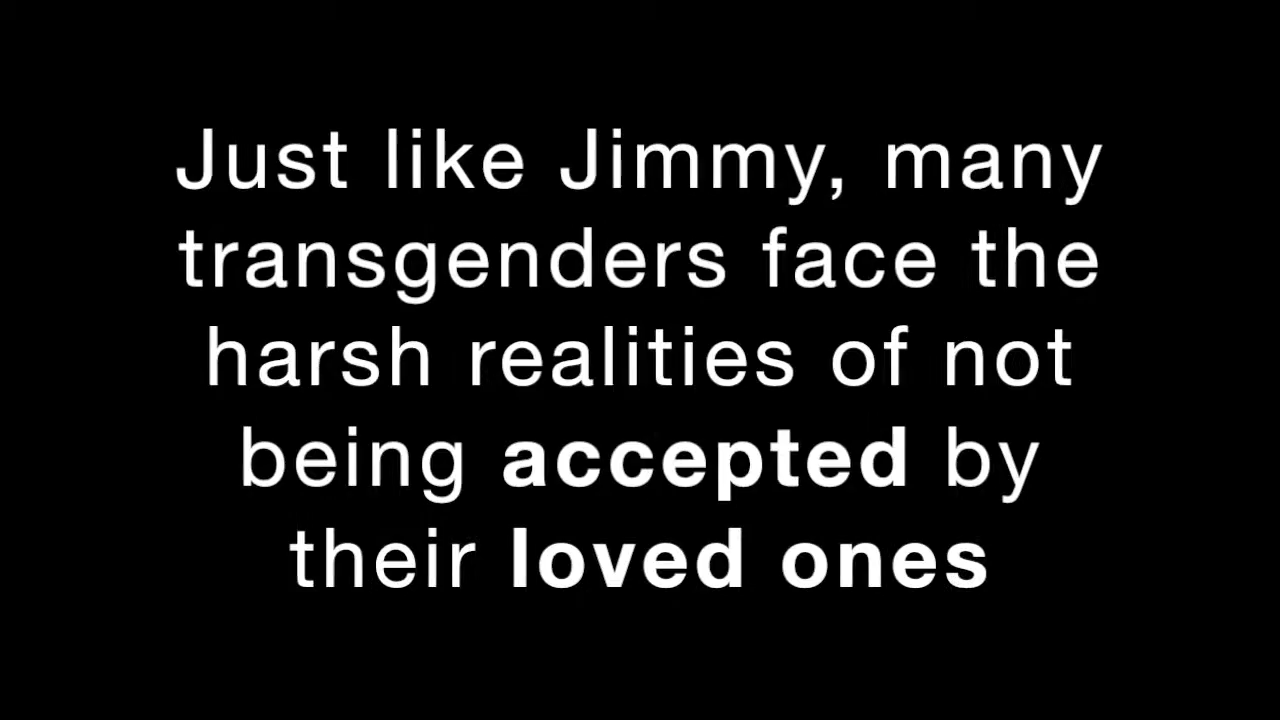 Just like Jimmy, many
transgenders face the
harsh realities of not
being accepted by
their loved ones